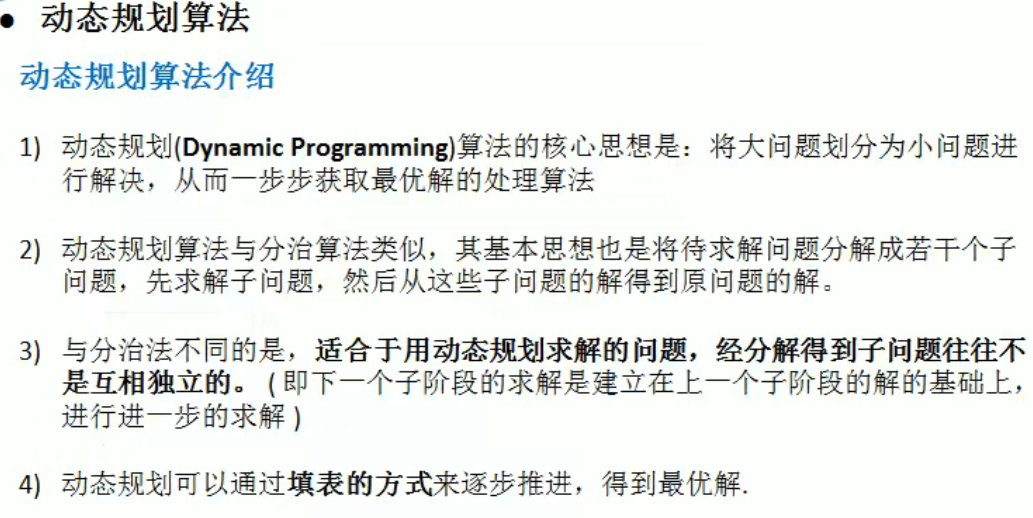 • 动态规划算法
动态规划算法介绍
1) 动态规划(Dynamic Programming)算法的核心思想是：将大问题划分为小问题进
行解决，从而一步步获取最优解的处理算法
2) 动态规划算法与分治算法类似，其基本思想也是将待求解问题分解成若干个子
问题，先求解子问题，然后从这些子问题的解得到原问题的解。
3) 与分治法不同的是，适合于用动态规划求解的问题，经分解得到子问题往往不
是互相独立的。 ( 即下一个子阶段的求解是建立在上一个子阶段的解的基础上，
进行进一步的求解 )
4) 动态规划可以通过填表的方式来逐步推进，得到最优解.